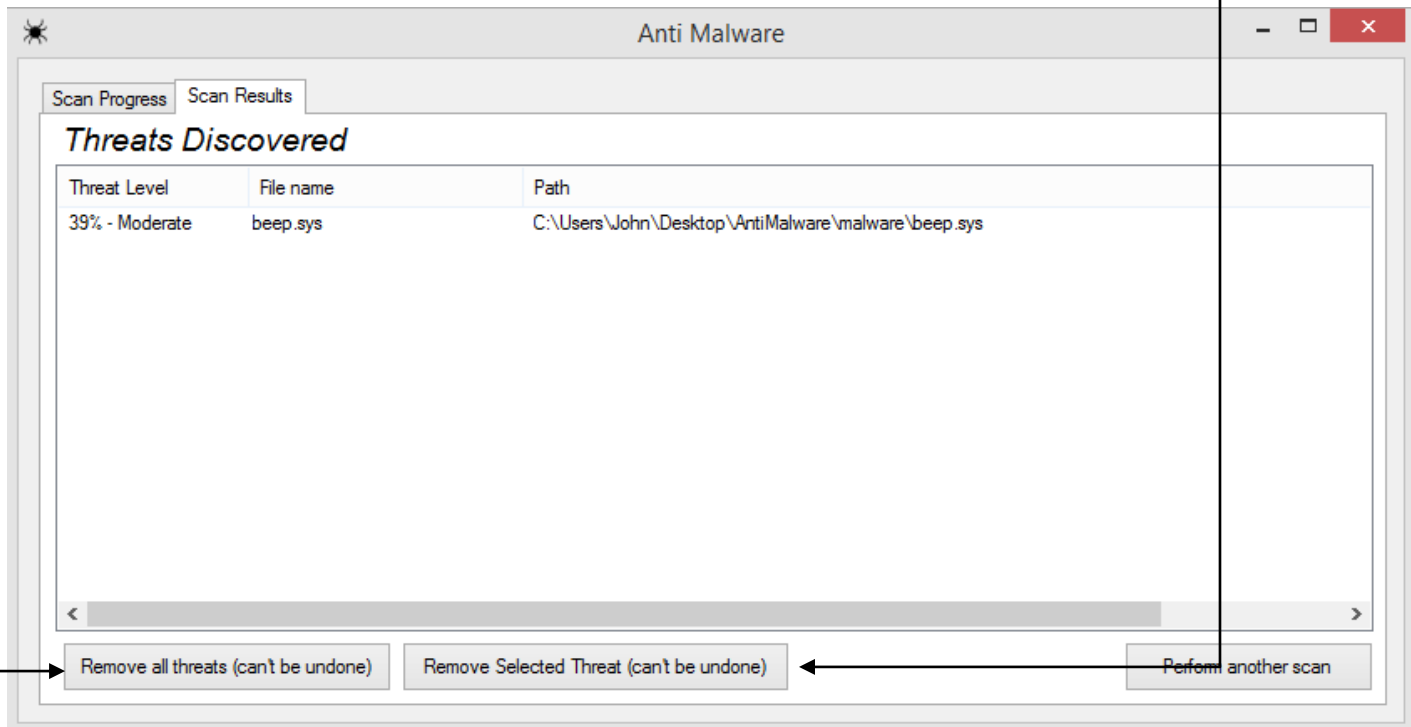 Anti Malware
Scan Progress Scan Results
Threats Discovered
Threat Level File name Path
39% - Moderate beep.sys C:\Users\John\Desktop\AntiMalware\malware\beep.sys
Remove all threats (can't be undone) Remove Selected Threat (can't be undone) Perform another scan